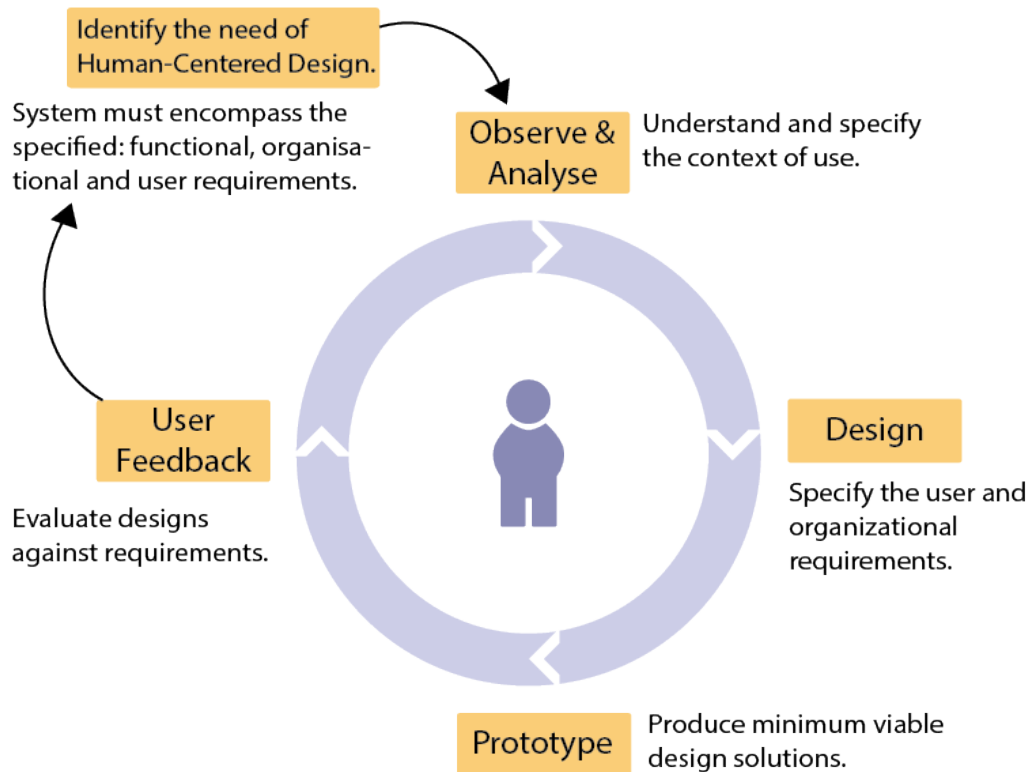 Identify the need of
Human-Centered Design.
System must encompass the
specified: functional, organisa-
tional and user requirements.
Observe &
Analyse
Understand and specify
the context of use.
Design
Specify the user and
organizational
requirements.
Prototype
Produce minimum viable
design solutions.
User
Feedback
Evaluate designs
against requirements.